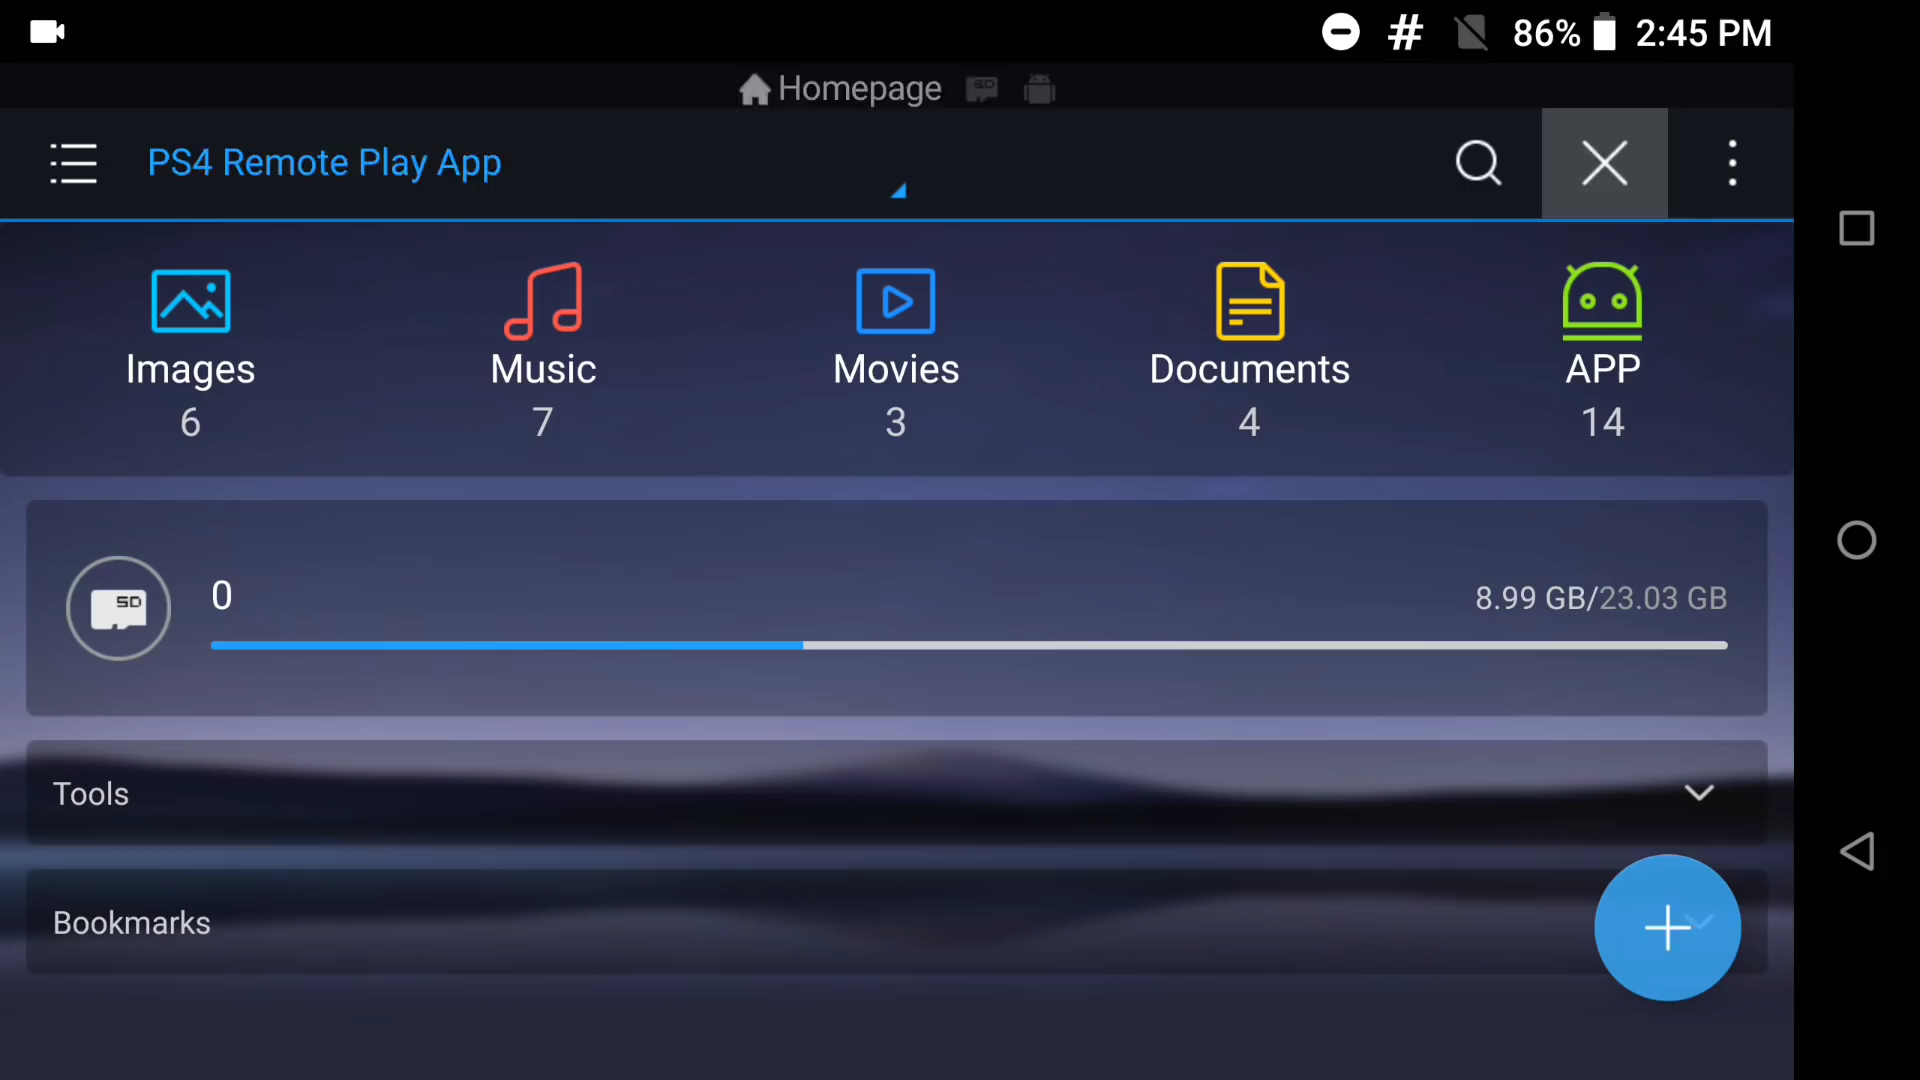 # 86% 2:45 PM
Homepage SD
PS4 Remote Play App
Images Music Movies Documents APP
6 7 3 4 14
SD 0 8.99 GB/23.03 GB
Tools
Bookmarks